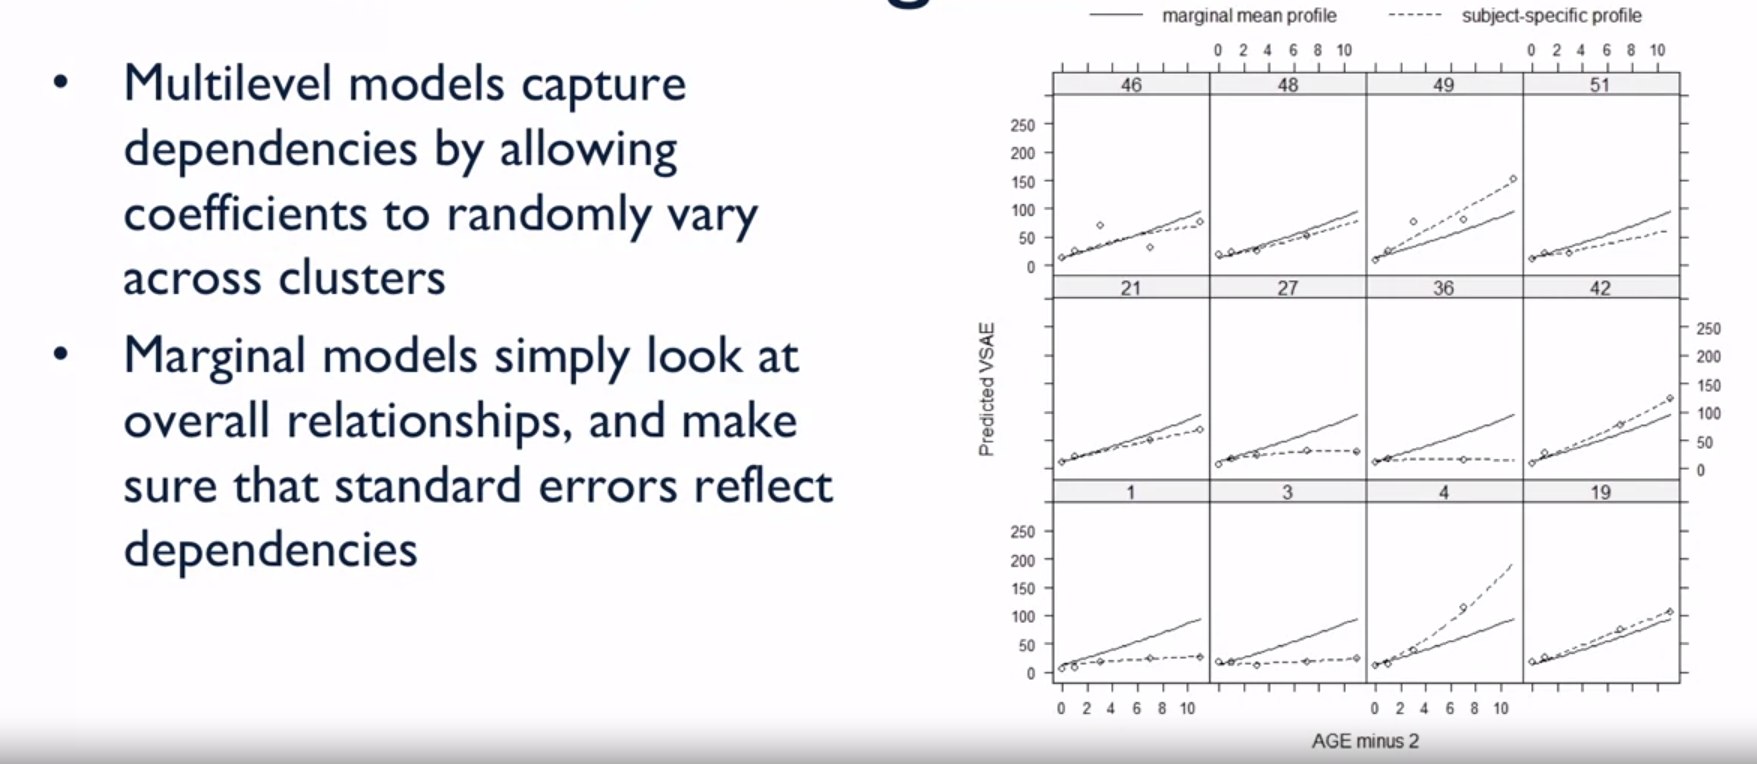 • Multilevel models capture
dependencies by allowing
coefficients to randomly vary
across clusters
• Marginal models simply look at
overall relationships, and make
sure that standard errors reflect
dependencies
marginal mean profile subject-specific profile
0 2 4 6 8 10 0 2 4 6 8 10
46 48 49 51
250
200
150
100
50
0
21 27 36 42
Predicted VSAE
250
200
150
100
50
0
1 3 4 19
250
200
150
100
50
0
0 2 4 6 8 10 0 2 4 6 8 10
AGE minus 2